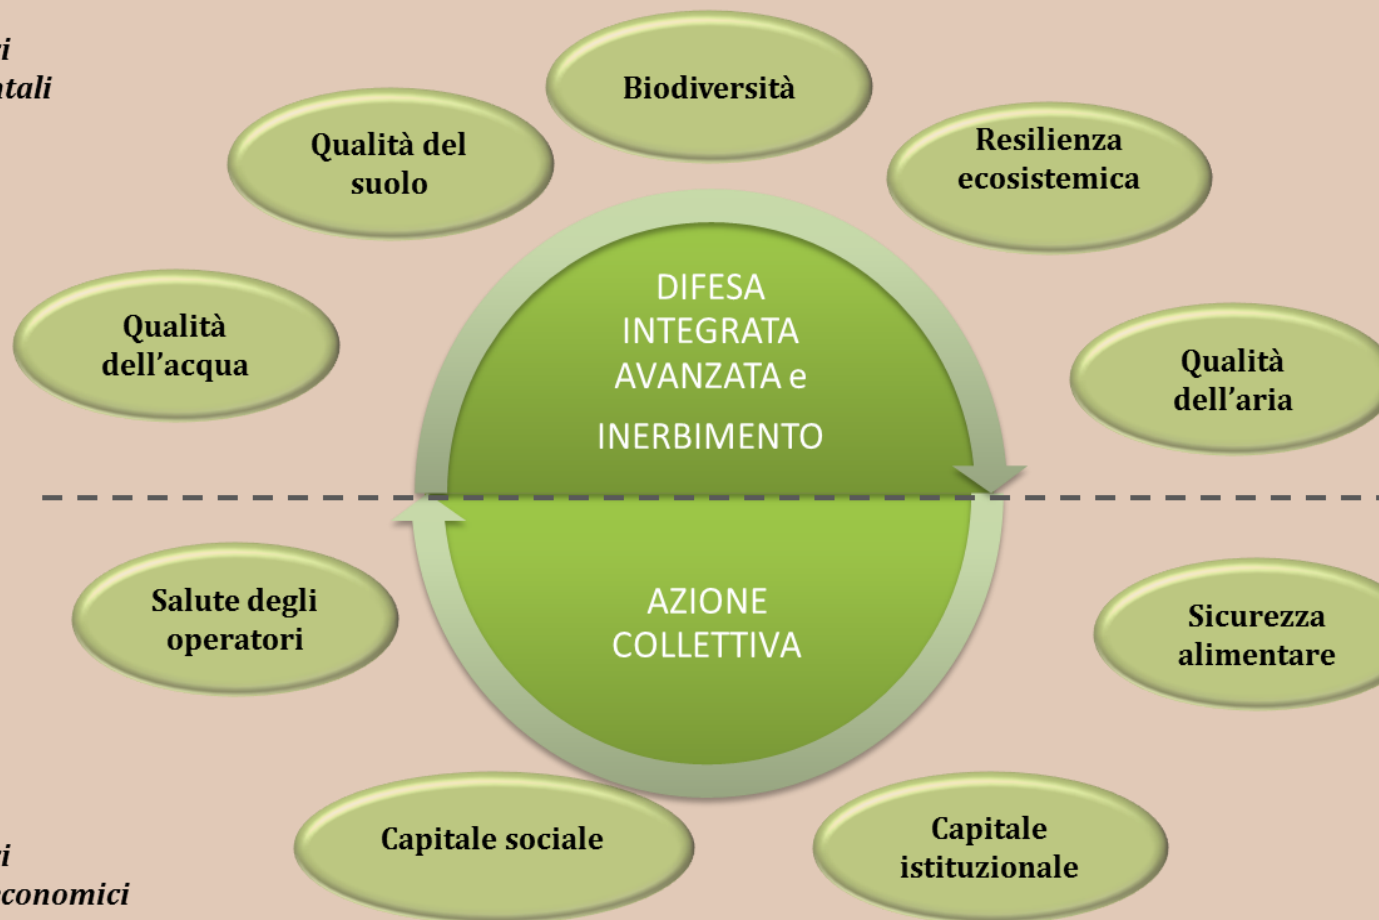 Biodiversità
Qualità del
suolo
Resilienza
ecosistemica
Qualità
dell’acqua
DIFESA
INTEGRATA
AVANZATA e
INERBIMENTO
Qualità
dell’aria
Salute degli
operatori
AZIONE
COLLETTIVA
Sicurezza
alimentare
Capitale sociale
Capitale
istituzionale